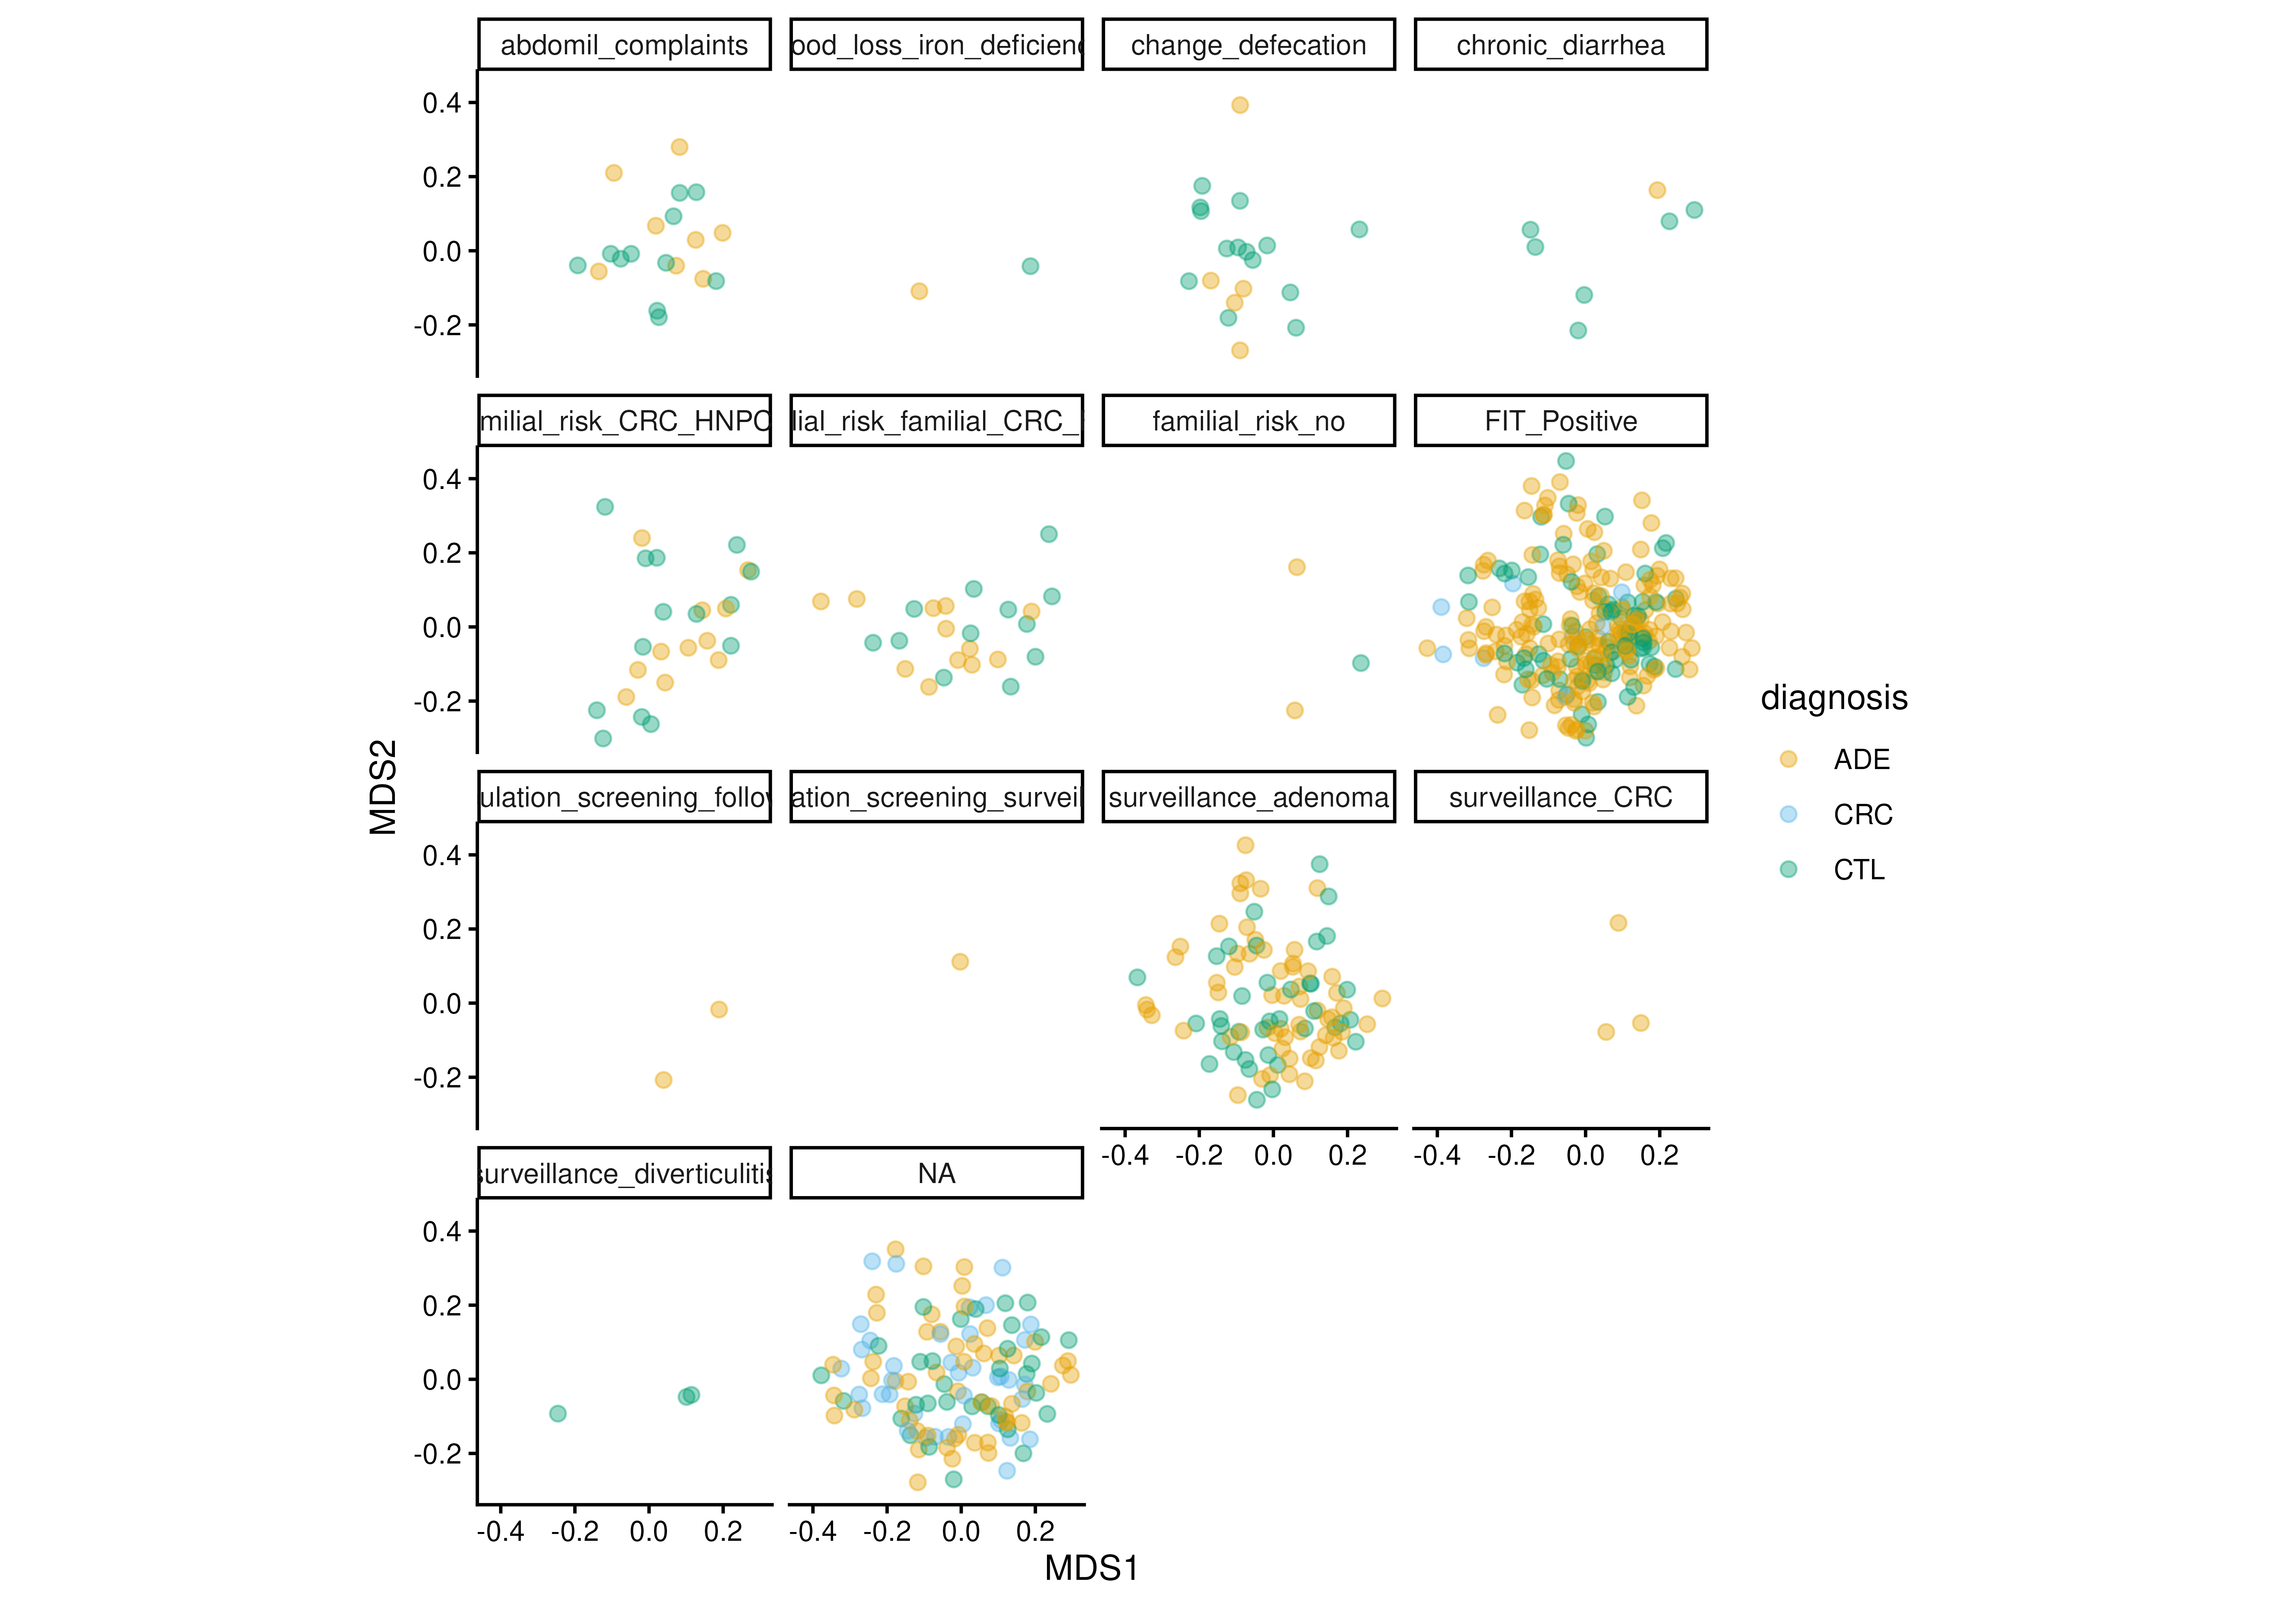 abdomil_complaints
ood_loss_iron_deficienc
change_defecation
chronic_diarrhea
0.4
0.2
0.0
-0.2
milial_risk_CRC_HNPC
lial_risk_familial_CRC_
familial_risk_no
FIT_Positive
0.4
0.2
0.0
-0.2
ulation_screening_follow
ation_screening_surveil
surveillance_adenoma
surveillance_CRC
0.4
0.2
0.0
-0.2
-0.4 -0.2 0.0 0.2
-0.4 -0.2 0.0 0.2
surveillance_diverticulitis
NA
0.4
0.2
0.0
-0.2
-0.4 -0.2 0.0 0.2
-0.4 -0.2 0.0 0.2
MDS1
MDS2
diagnosis
ADE
CRC
CTL